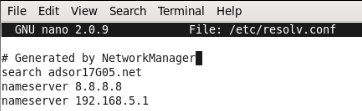 File Edit View Search Terminal Help
GNU nano 2.0.9 File: /etc/resolv.conf
# Generated by NetworkManager
search adsor17G05.net
nameserver 8.8.8.8
nameserver 192.168.5.1